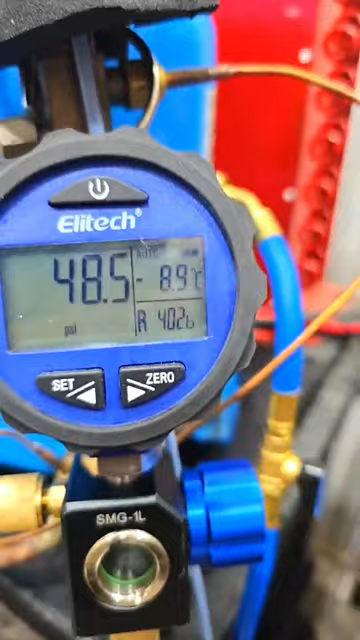 Elitech®
48.5
- 8.9℃
psi
R 402b
SET
ZERO
SMG-1L